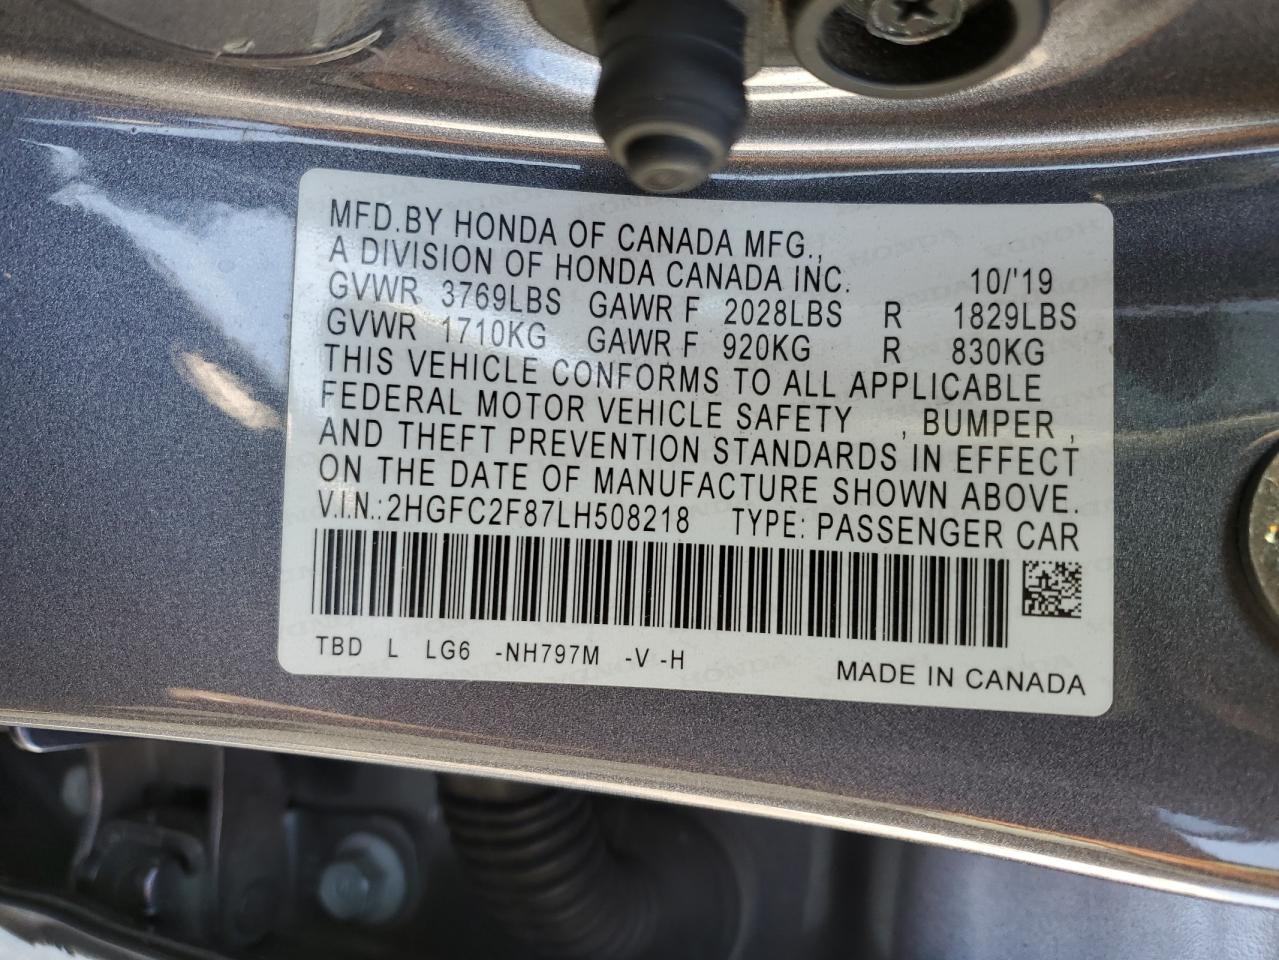 MFD.BY HONDA OF CANADA MFG.,
A DIVISION OF HONDA CANADA INC. 10/'19
GVWR 3769LBS GAWR F 2028LBS R 1829LBS
GVWR 1710KG GAWR F 920KG R 830KG
THIS VEHICLE CONFORMS TO ALL APPLICABLE
FEDERAL MOTOR VEHICLE SAFETY , BUMPER ,
AND THEFT PREVENTION STANDARDS IN EFFECT
ON THE DATE OF MANUFACTURE SHOWN ABOVE.
V.I.N.:2HGFC2F87LH508218 TYPE: PASSENGER CAR
TBD L LG6 -NH797M -V -H
MADE IN CANADA